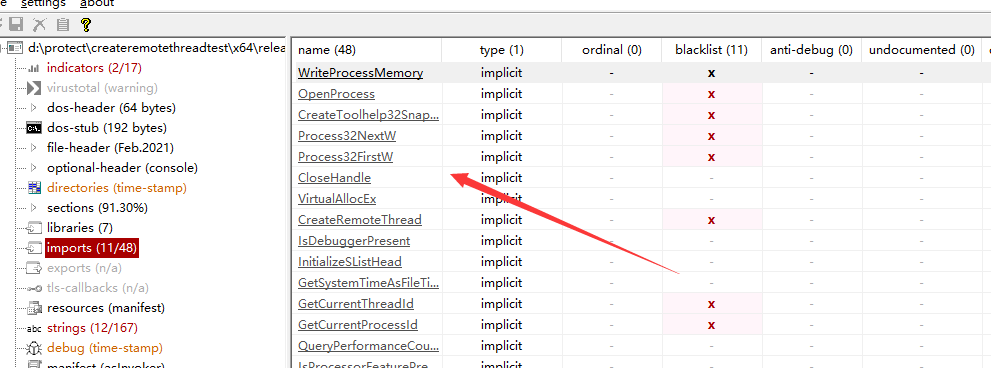 e settings about
?
d:\protect\createremotethreadtest\x64\relea
indicators (2/17)
virustotal (warning)
dos-header (64 bytes)
dos-stub (192 bytes)
file-header (Feb.2021)
optional-header (console)
directories (time-stamp)
sections (91.30%)
libraries (7)
imports (11/48)
exports (n/a)
tls-callbacks (n/a)
resources (manifest)
abc strings (12/167)
debug (time-stamp)
manifest (asInvoker)
name (48) type (1) ordinal (0) blacklist (11) anti-debug (0) undocumented (0)
WriteProcessMemory implicit - x - -
OpenProcess implicit - x - -
CreateToolhelp32Snap... implicit - x - -
Process32NextW implicit - x - -
Process32FirstW implicit - x - -
CloseHandle implicit - - - -
VirtualAllocEx implicit - - - -
CreateRemoteThread implicit - x - -
IsDebuggerPresent implicit - - - -
InitializeSListHead implicit - - - -
GetSystemTimeAsFileTi... implicit - - - -
GetCurrentThreadId implicit - x - -
GetCurrentProcessId implicit - x - -
QueryPerformanceCou... implicit - - - -
IsProcessorFeaturePre... implicit - - - -